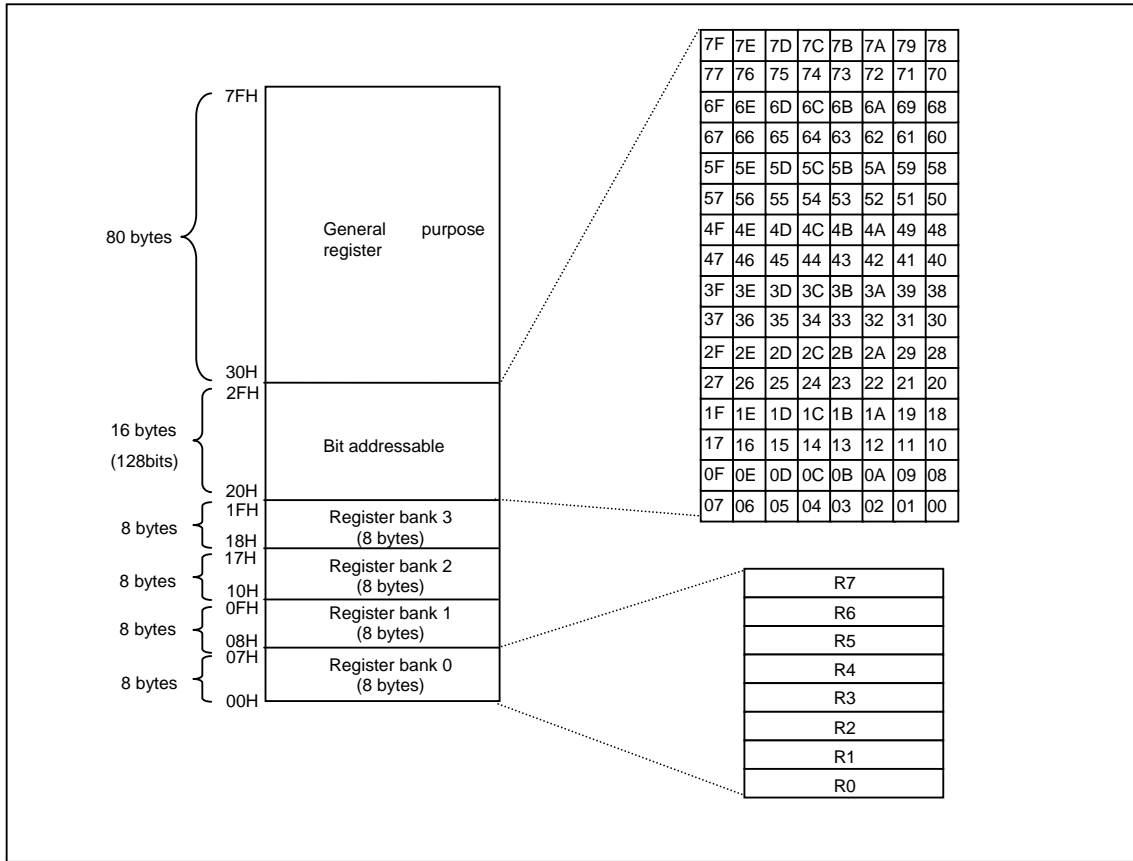 7FH
80 bytes
General purpose
register
30H
2FH
16 bytes
(128bits)
Bit addressable
20H
1FH
8 bytes
Register bank 3
(8 bytes)
18H
17H
8 bytes
Register bank 2
(8 bytes)
10H
0FH
8 bytes
Register bank 1
(8 bytes)
08H
07H
8 bytes
Register bank 0
(8 bytes)
00H
7F 7E 7D 7C 7B 7A 79 78
77 76 75 74 73 72 71 70
6F 6E 6D 6C 6B 6A 69 68
67 66 65 64 63 62 61 60
5F 5E 5D 5C 5B 5A 59 58
57 56 55 54 53 52 51 50
4F 4E 4D 4C 4B 4A 49 48
47 46 45 44 43 42 41 40
3F 3E 3D 3C 3B 3A 39 38
37 36 35 34 33 32 31 30
2F 2E 2D 2C 2B 2A 29 28
27 26 25 24 23 22 21 20
1F 1E 1D 1C 1B 1A 19 18
17 16 15 14 13 12 11 10
0F 0E 0D 0C 0B 0A 09 08
07 06 05 04 03 02 01 00
R7
R6
R5
R4
R3
R2
R1
R0